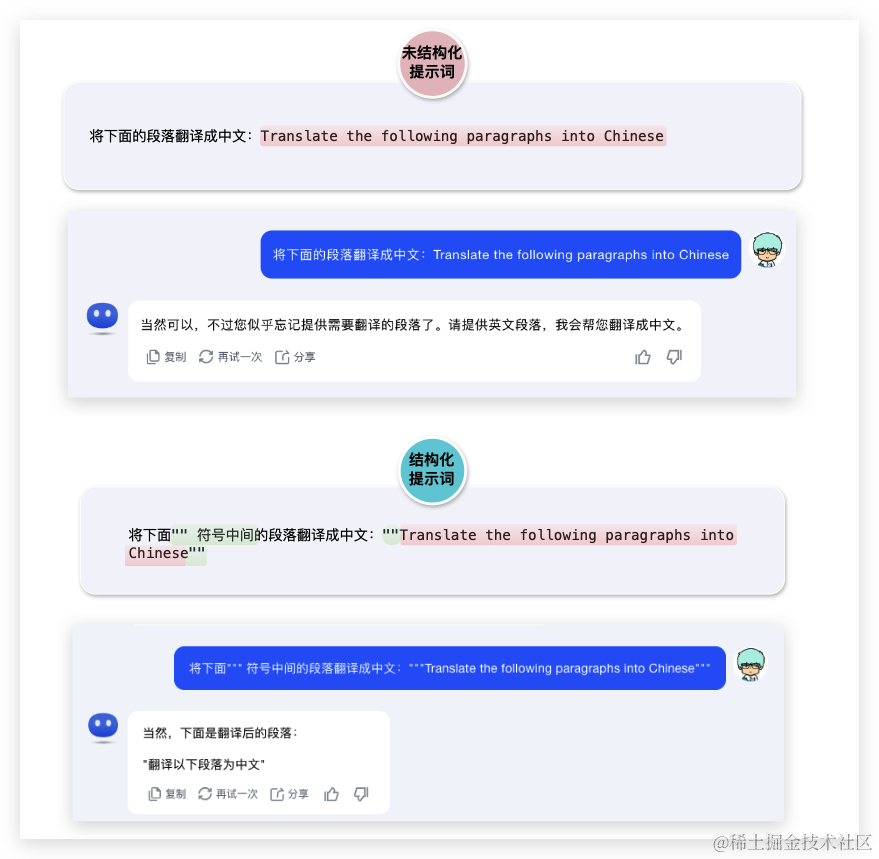 未结构化
提示词
将下面的段落翻译成中文：Translate the following paragraphs into Chinese
将下面的段落翻译成中文：Translate the following paragraphs into Chinese
当然可以，不过您似乎忘记提供需要翻译的段落了。请提供英文段落，我会帮您翻译成中文。
复制 再试一次 分享
结构化
提示词
将下面"" 符号中间的段落翻译成中文：""Translate the following paragraphs into
Chinese""
将下面""" 符号中间的段落翻译成中文："""Translate the following paragraphs into Chinese"""
当然，下面是翻译后的段落：
"翻译以下段落为中文"
复制 再试一次 分享
@稀土掘金技术社区